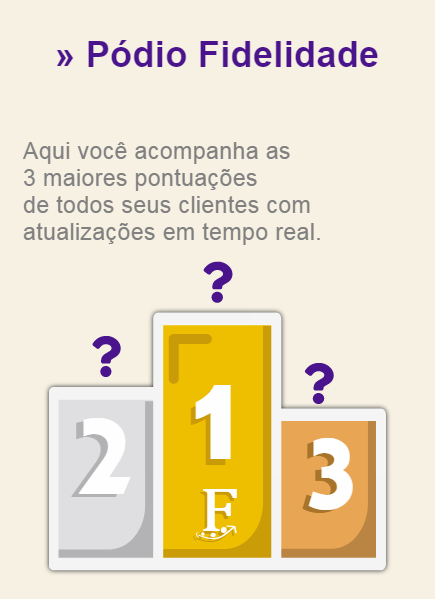 » Pódio Fidelidade
Aqui você acompanha as
3 maiores pontuações
de todos seus clientes com
atualizações em tempo real.
?
?
?
1
2
3
F